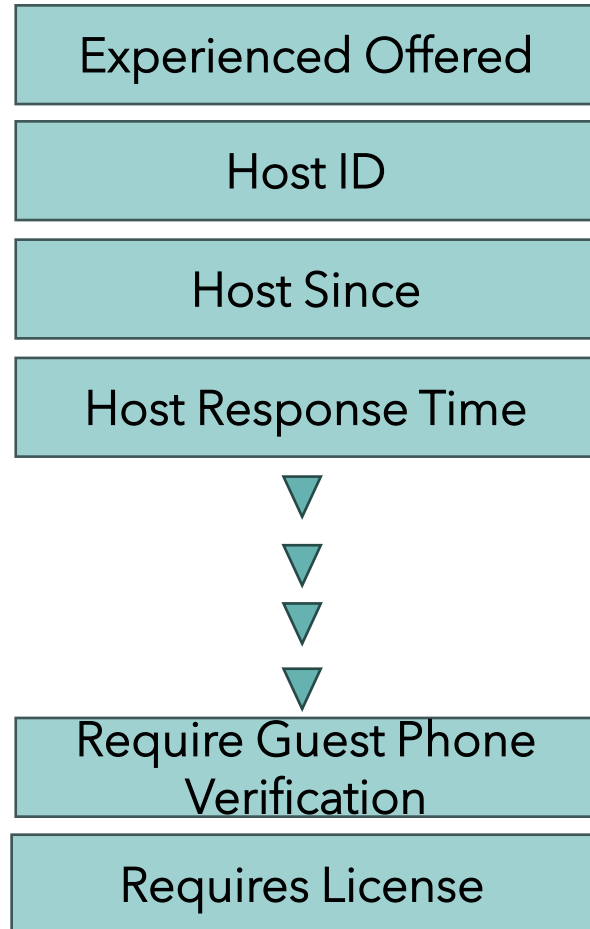 Experienced Offered
Host ID
Host Since
Host Response Time
Require Guest Phone
Verification
Requires License